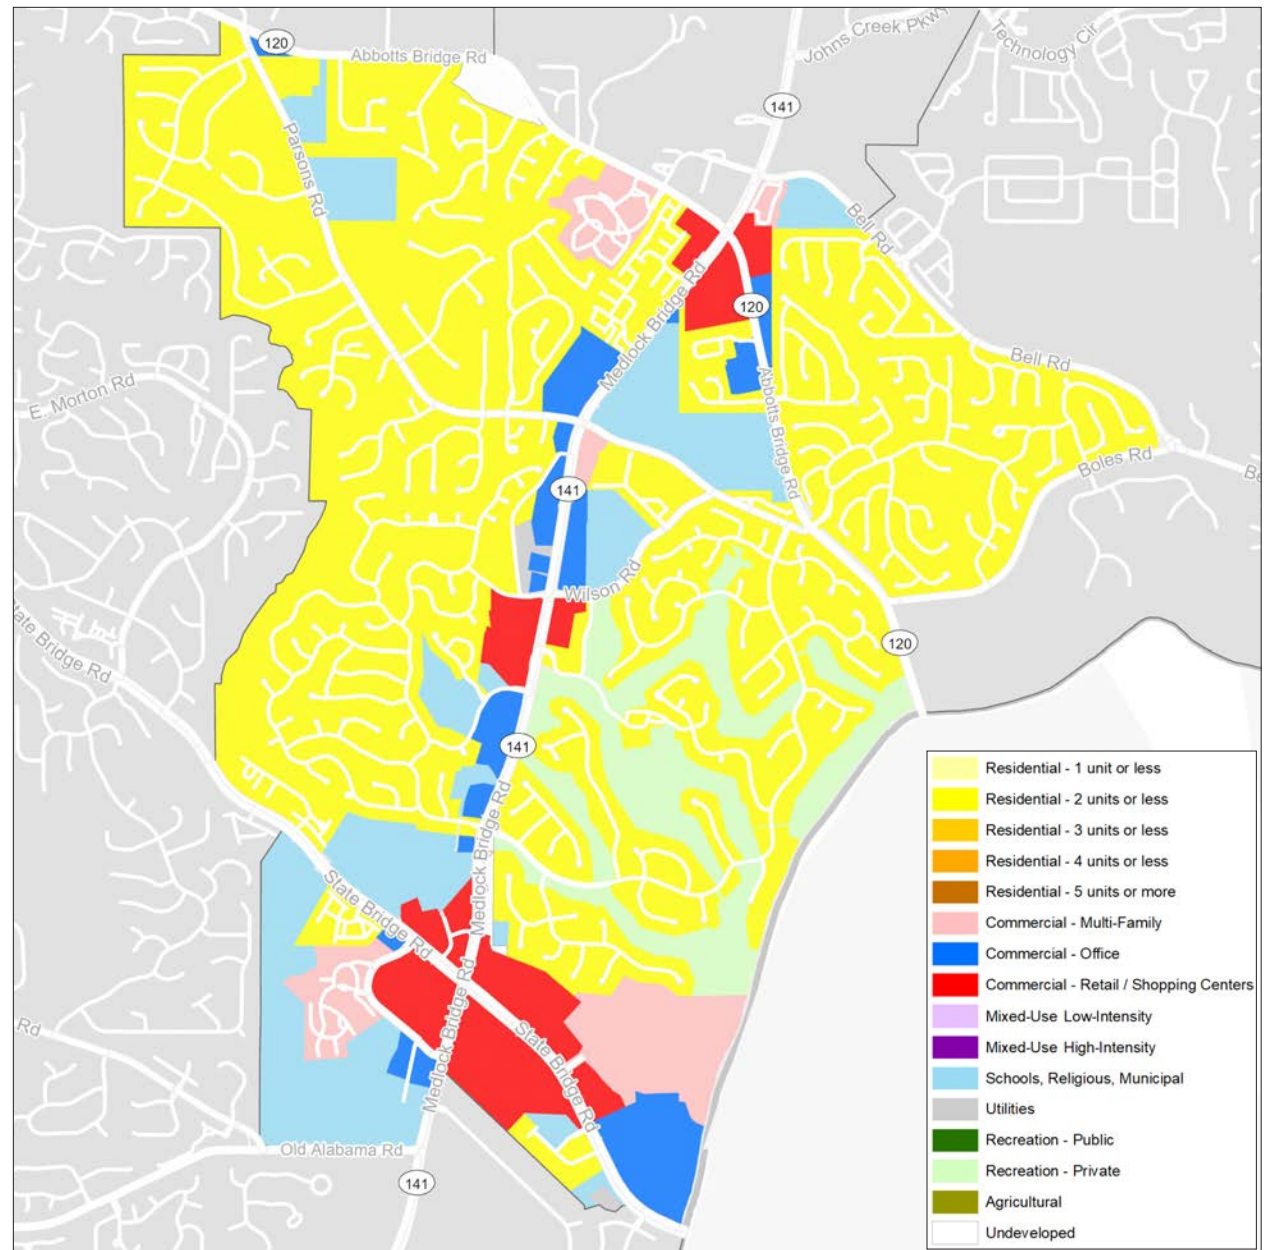 120
Abbotts Bridge Rd
Johns Creek Pkwy
Technology Cir
141
Parsons Rd
Bell Rd
Medlock Bridge Rd
120
Bell Rd
E. Morton Rd
Abbotts Bridge Rd
Boles Rd
141
Wilson Rd
State Bridge Rd
120
141
Medlock Bridge Rd
State Bridge Rd
Medlock Bridge Rd
Rd
State Bridge Rd
Medlock Bridge Rd
Old Alabama Rd
141
Residential - 1 unit or less
Residential - 2 units or less
Residential - 3 units or less
Residential - 4 units or less
Residential - 5 units or more
Commercial - Multi-Family
Commercial - Office
Commercial - Retail / Shopping Centers
Mixed-Use Low-Intensity
Mixed-Use High-Intensity
Schools, Religious, Municipal
Utilities
Recreation - Public
Recreation - Private
Agricultural
Undeveloped